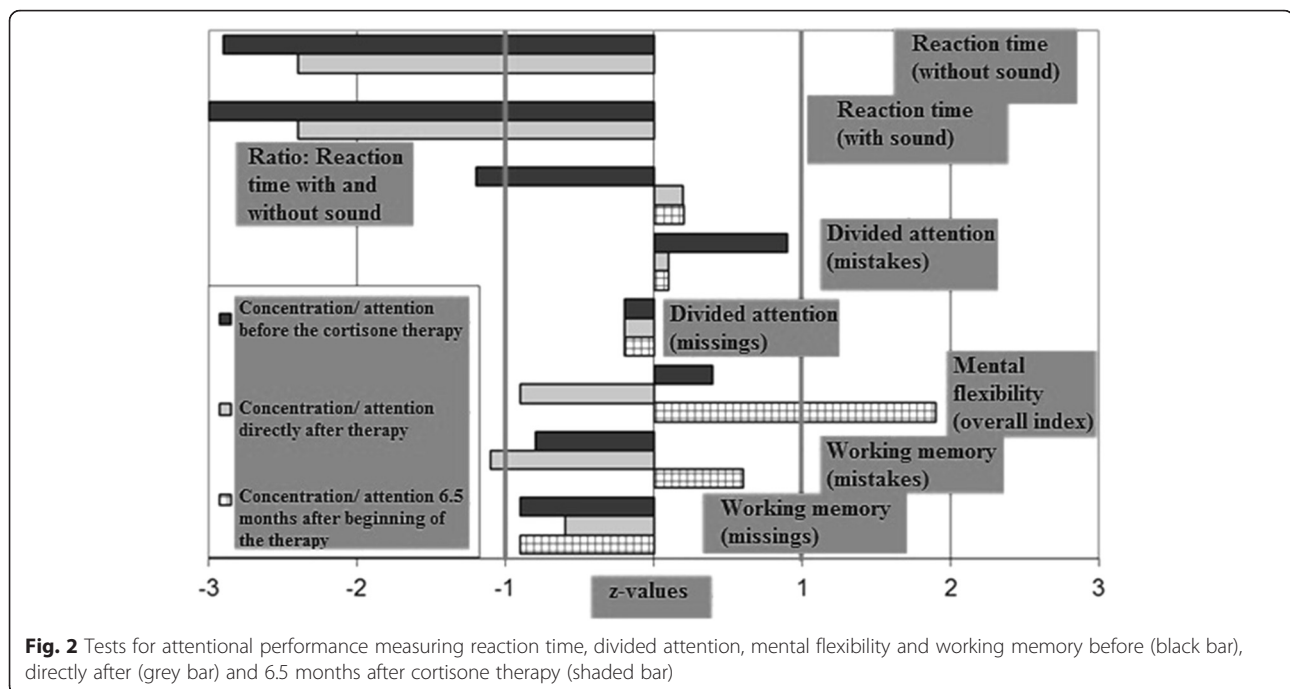 Reaction time
(without sound)
Reaction time
(with sound)
Ratio: Reaction
time with and
without sound
Divided attention
(mistakes)
Divided attention
(missings)
Mental
flexibility
(overall index)
Working memory
(mistakes)
Working memory
(missings)
Concentration/ attention
before the cortisone therapy
Concentration/ attention
directly after therapy
Concentration/ attention 6.5
months after beginning of
the therapy
-3 -2 -1 z-values 1 2 3
Fig. 2 Tests for attentional performance measuring reaction time, divided attention, mental flexibility and working memory before (black bar),
directly after (grey bar) and 6.5 months after cortisone therapy (shaded bar)